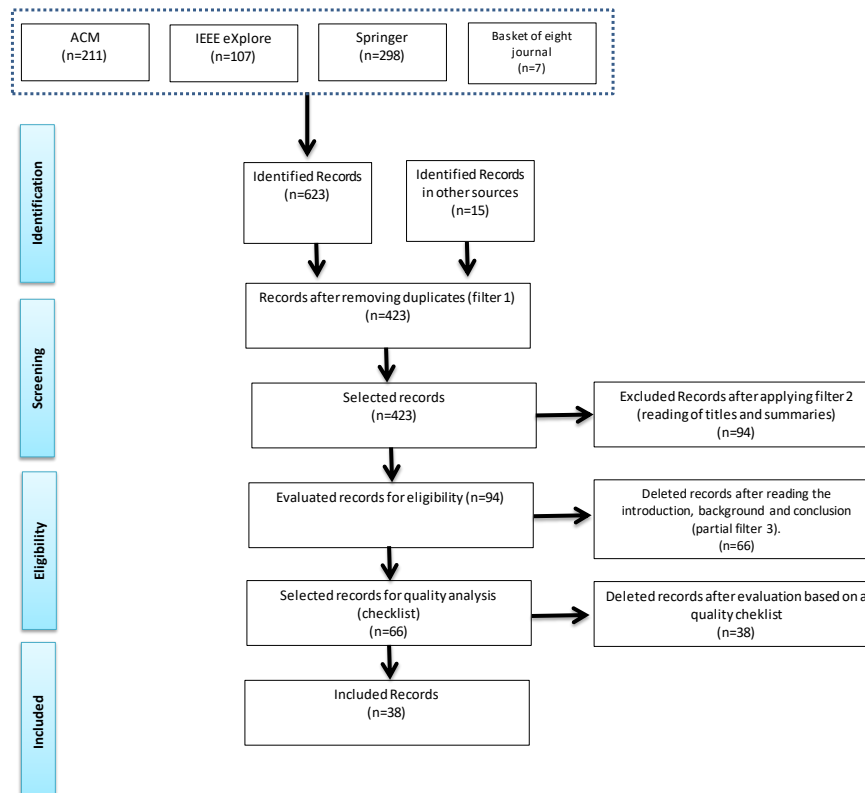 ACM
(n=211)
IEEE eXplore
(n=107)
Springer
(n=298)
Basket of eight
journal
(n=7)
Identification
Identified Records
(n=623)
Identified Records
in other sources
(n=15)
Records after removing duplicates (filter 1)
(n=423)
Screening
Selected records
(n=423)
Excluded Records after applying filter 2
(reading of titles and summaries)
(n=94)
Eligibility
Evaluated records for eligibility (n=94)
Deleted records after reading the
introduction, background and conclusion
(partial filter 3).
(n=66)
Selected records for quality analysis
(checklist)
(n=66)
Deleted records after evaluation based on a
quality cheklist
(n=38)
Included
Included Records
(n=38)